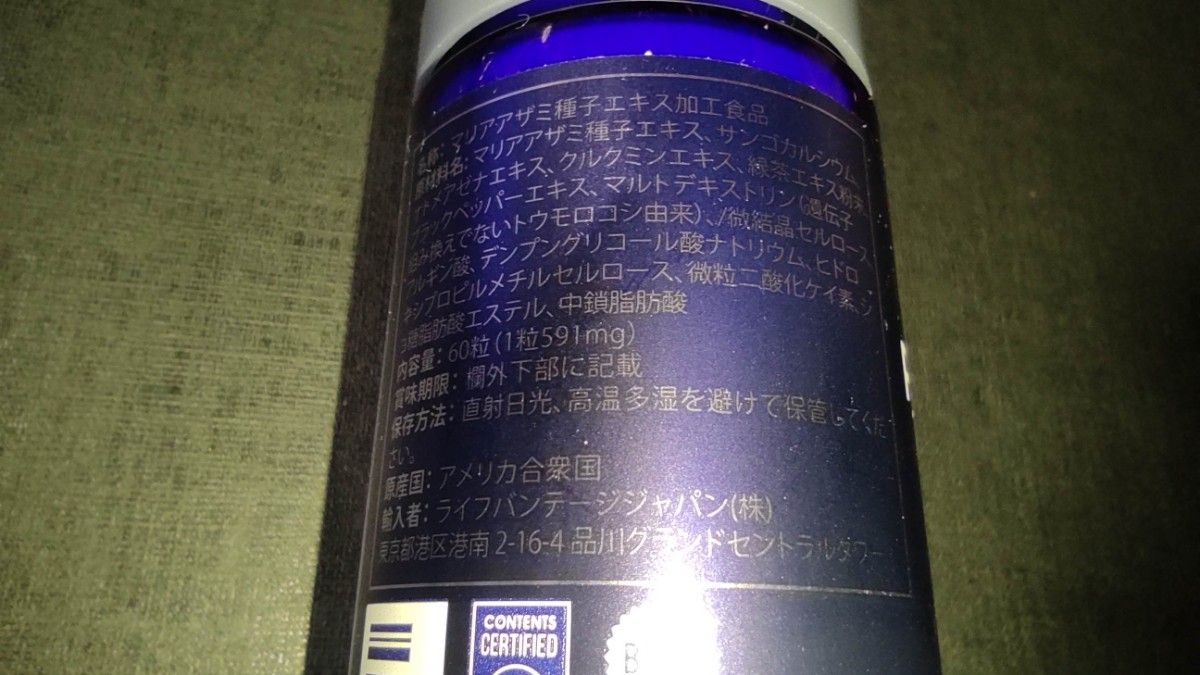 名称：マリアアザミ種子エキス加工食品
原材料名：マリアアザミ種子エキス、サンゴカルシウム、
オトメアゼナエキス、クルクミンエキス、緑茶エキス粉末、
ブラックペッパーエキス、マルトデキストリン（遺伝子
組み換えでないトウモロコシ由来）、/微結晶セルロース、
アルギン酸、デンプングリコール酸ナトリウム、ヒドロ
キシプロピルメチルセルロース、微粒二酸化ケイ素、シ
ョ糖脂肪酸エステル、中鎖脂肪酸
内容量：60粒（1粒591mg）
賞味期限：欄外下部に記載
保存方法：直射日光、高温多湿を避けて保管してくだ
さい。
原産国：アメリカ合衆国
輸入者：ライフバンテージジャパン(株)
東京都港区港南2-16-4 品川グランドセントラルタワー
CONTENTS
CERTIFIED